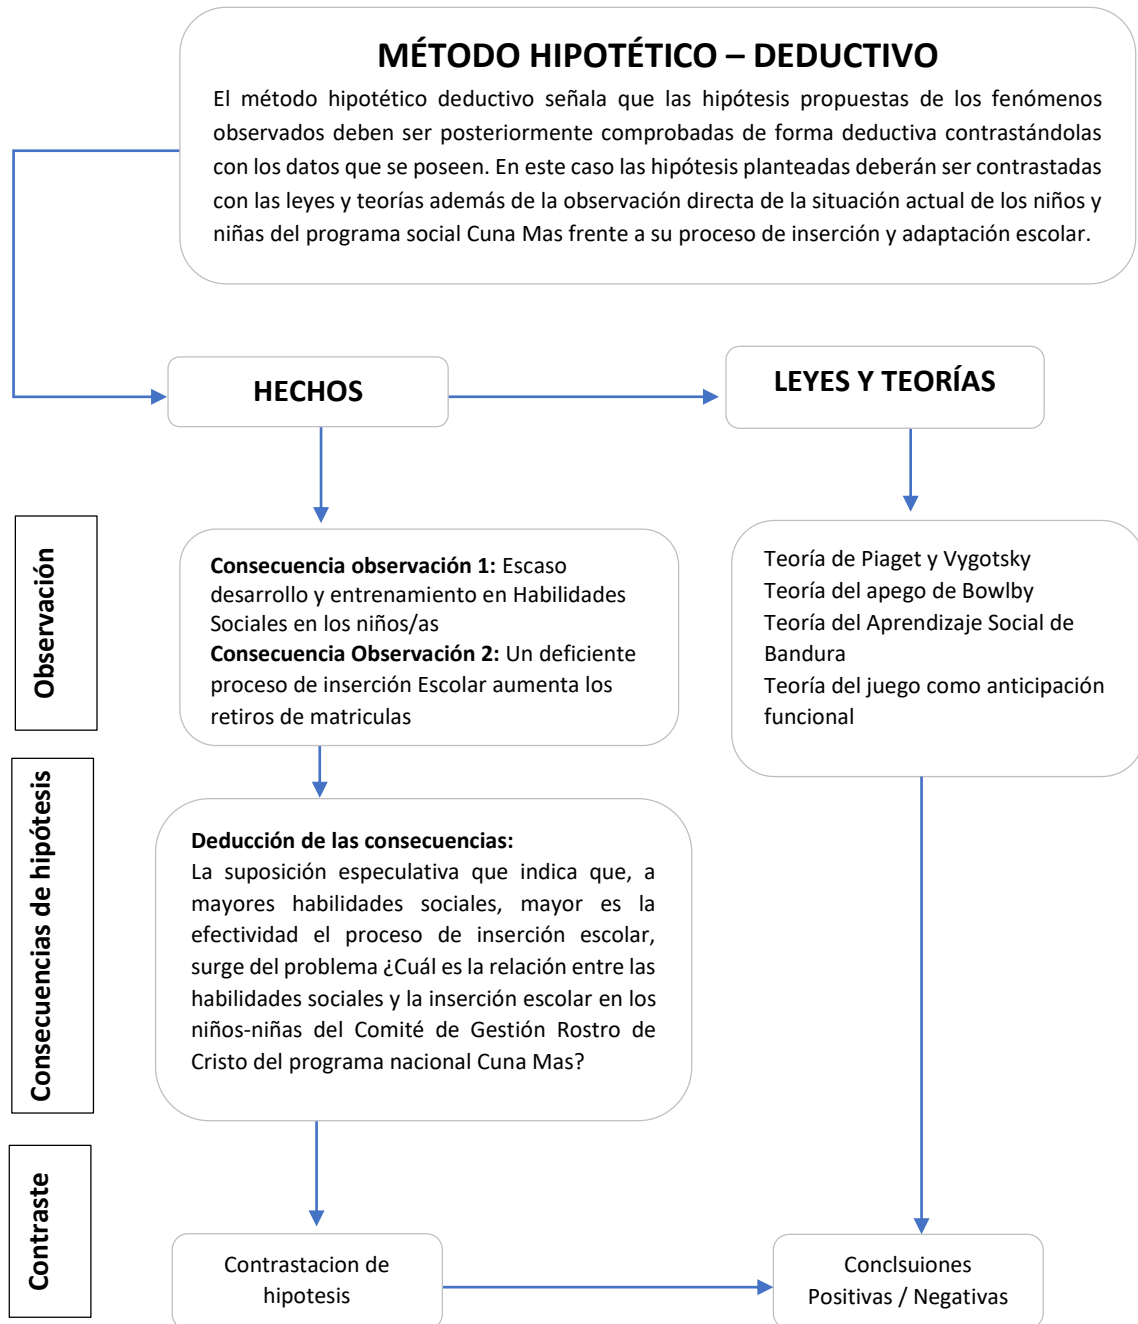 MÉTODO HIPOTÉTICO – DEDUCTIVO
El método hipotético deductivo señala que las hipótesis propuestas de los fenómenos
observados deben ser posteriormente comprobadas de forma deductiva contrastándolas
con los datos que se poseen. En este caso las hipótesis planteadas deberán ser contrastadas
con las leyes y teorías además de la observación directa de la situación actual de los niños y
niñas del programa social Cuna Mas frente a su proceso de inserción y adaptación escolar.
HECHOS
LEYES Y TEORÍAS
Observación
Consecuencia observación 1: Escaso
desarrollo y entrenamiento en Habilidades
Sociales en los niños/as
Consecuencia Observación 2: Un deficiente
proceso de inserción Escolar aumenta los
retiros de matriculas
Teoría de Piaget y Vygotsky
Teoría del apego de Bowlby
Teoría del Aprendizaje Social de
Bandura
Teoría del juego como anticipación
funcional
Consecuencias de hipótesis
Deducción de las consecuencias:
La suposición especulativa que indica que, a
mayores habilidades sociales, mayor es la
efectividad el proceso de inserción escolar,
surge del problema ¿Cuál es la relación entre las
habilidades sociales y la inserción escolar en los
niños-niñas del Comité de Gestión Rostro de
Cristo del programa nacional Cuna Mas?
Contraste
Contrastacion de
hipotesis
Conclsuiones
Positivas / Negativas